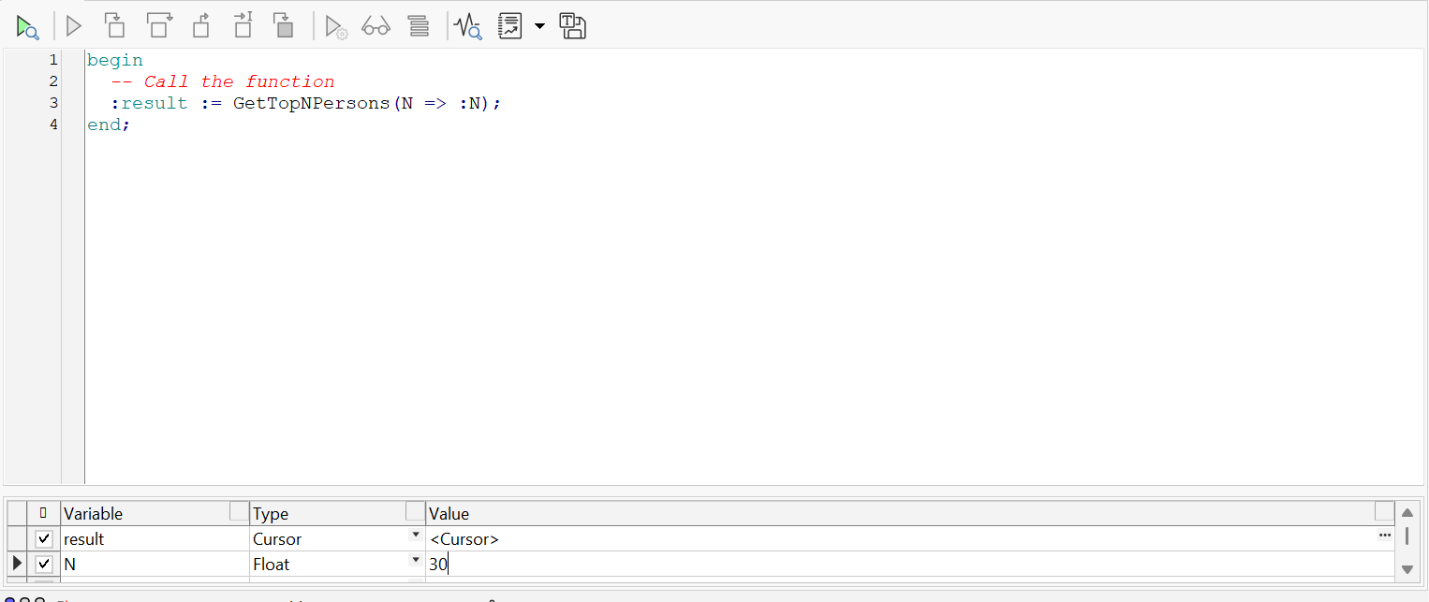 1 begin
2 -- Call the function
3 :result := GetTopNPersons(N => :N);
4 end;
Variable Type Value
result Cursor <Cursor> ...
N Float 30